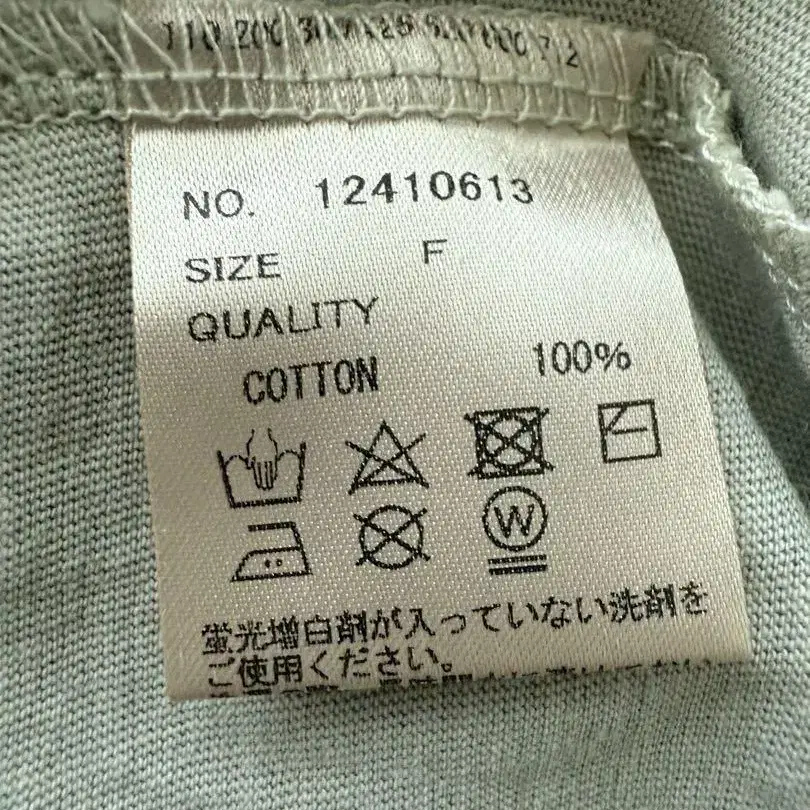 NO. 12410613
SIZE F
QUALITY
COTTON 100%
W
蛍光増白剤が入っていない洗剤を
ご使用ください。